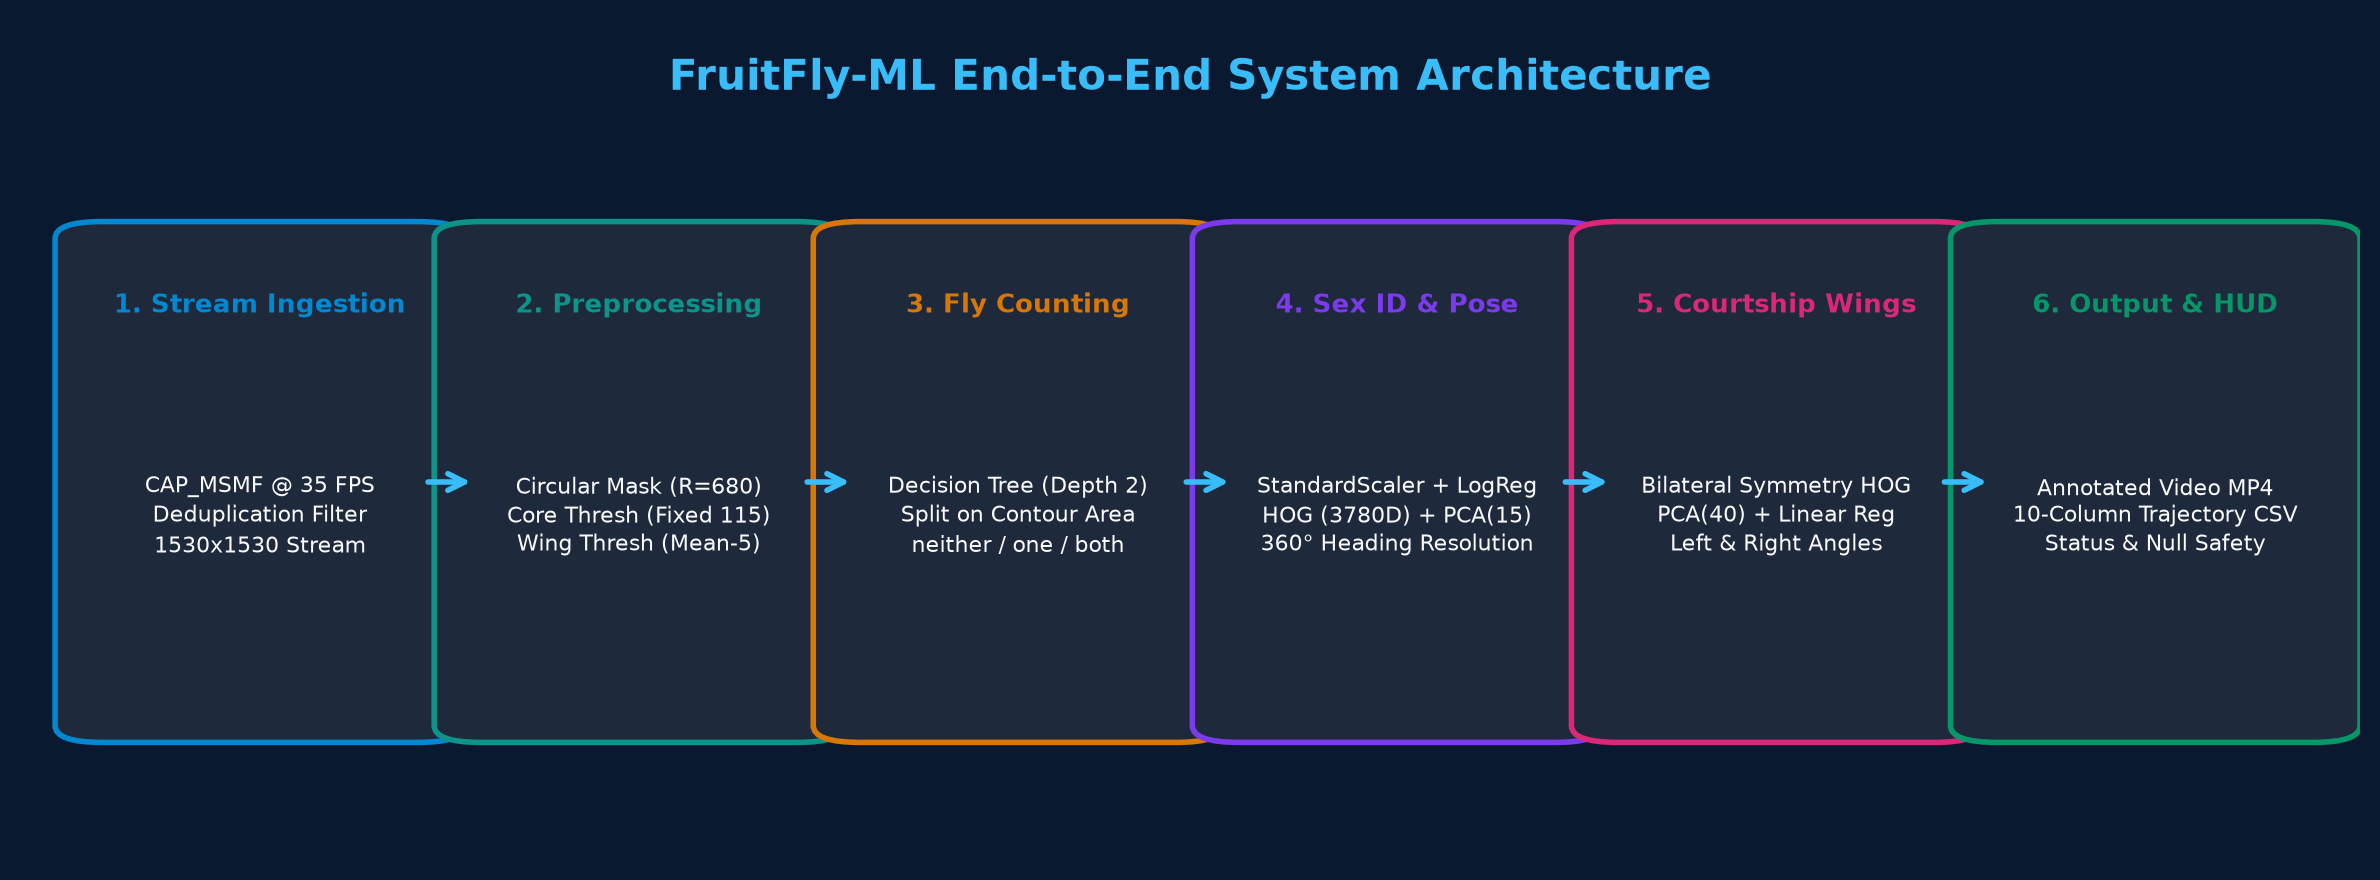 FruitFly-ML End-to-End System Architecture
1. Stream Ingestion
CAP_MSMF @ 35 FPS
Deduplication Filter
1530x1530 Stream
2. Preprocessing
Circular Mask (R=680)
Core Thresh (Fixed 115)
Wing Thresh (Mean-5)
3. Fly Counting
Decision Tree (Depth 2)
Split on Contour Area
neither / one / both
4. Sex ID & Pose
StandardScaler + LogReg
HOG (3780D) + PCA(15)
360° Heading Resolution
5. Courtship Wings
Bilateral Symmetry HOG
PCA(40) + Linear Reg
Left & Right Angles
6. Output & HUD
Annotated Video MP4
10-Column Trajectory CSV
Status & Null Safety